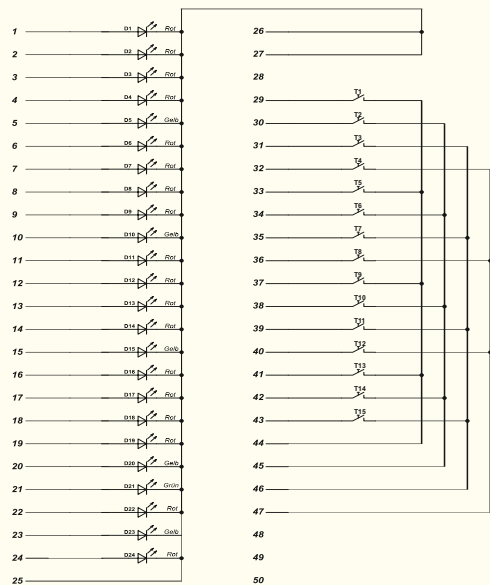 1 D1 Rot 26
2 D2 Rot 27
3 D3 Rot 28
4 D4 Rot 29 T1
5 D5 Gelb 30 T2
6 D6 Rot 31 T3
7 D7 Rot 32 T4
8 D8 Rot 33 T5
9 D9 Rot 34 T6
10 D10 Gelb 35 T7
11 D11 Rot 36 T8
12 D12 Rot 37 T9
13 D13 Rot 38 T10
14 D14 Rot 39 T11
15 D15 Gelb 40 T12
16 D16 Rot 41 T13
17 D17 Rot 42 T14
18 D18 Rot 43 T15
19 D19 Rot 44
20 D20 Gelb 45
21 D21 Grün 46
22 D22 Rot 47
23 D23 Gelb 48
24 D24 Rot 49
25 50